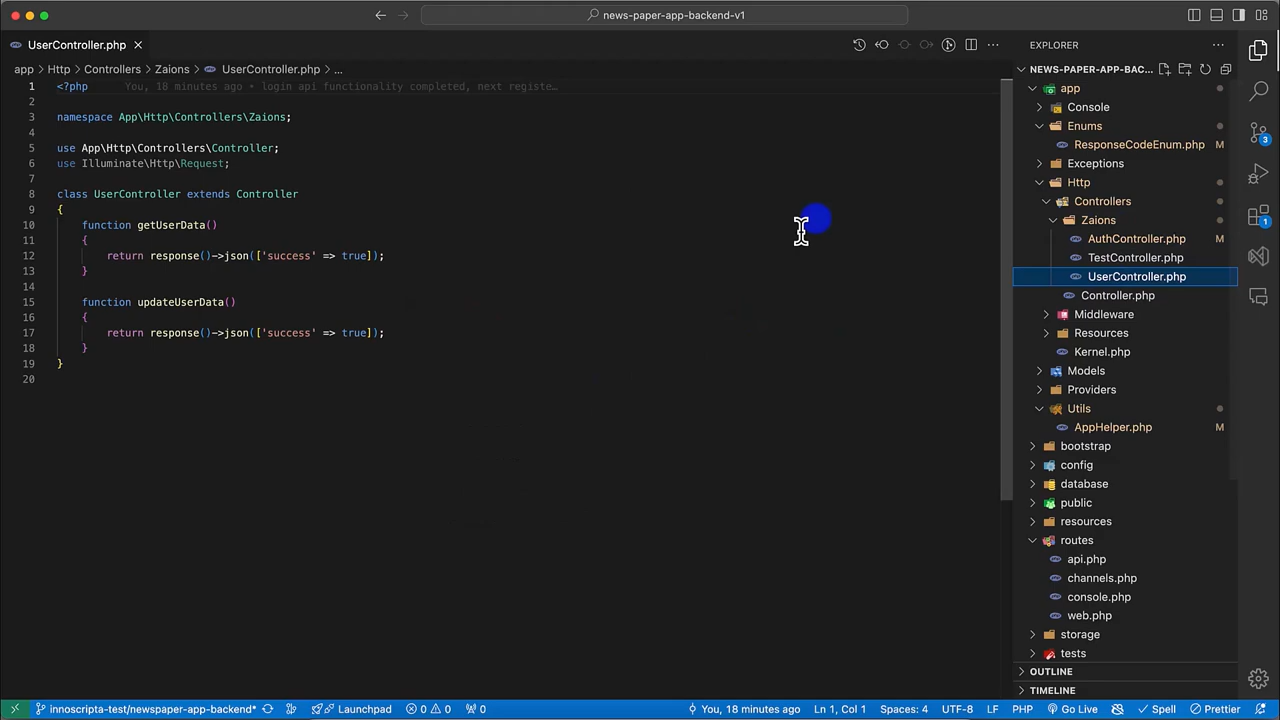 news-paper-app-backend-v1
UserController.php
EXPLORER
app
Http
Controllers
Zaions
UserController.php
...
1 <?php You, 18 minutes ago • login api functionality completed, next registe…
2
3 namespace App\Http\Controllers\Zaions;
4
5 use App\Http\Controllers\Controller;
6 use Illuminate\Http\Request;
7
8 class UserController extends Controller
9 {
10 function getUserData()
11 {
12 return response()->json(['success' => true]);
13 }
14
15 function updateUserData()
16 {
17 return response()->json(['success' => true]);
18 }
19 }
20
NEWS-PAPER-APP-BAC...
app
Console
Enums
ResponseCodeEnum.php M
Exceptions
Http
Controllers
Zaions
AuthController.php M
TestController.php
UserController.php
Controller.php
Middleware
Resources
Kernel.php
Models
Providers
Utils
AppHelper.php M
bootstrap
config
database
public
resources
routes
api.php
channels.php
console.php
web.php
storage
tests
OUTLINE
TIMELINE
3
2
innoscripta-test/newspaper-app-backend* Launchpad 0 0 0 You, 18 minutes ago Ln 1, Col 1 Spaces: 4 UTF-8 LF PHP Go Live Spell Prettier